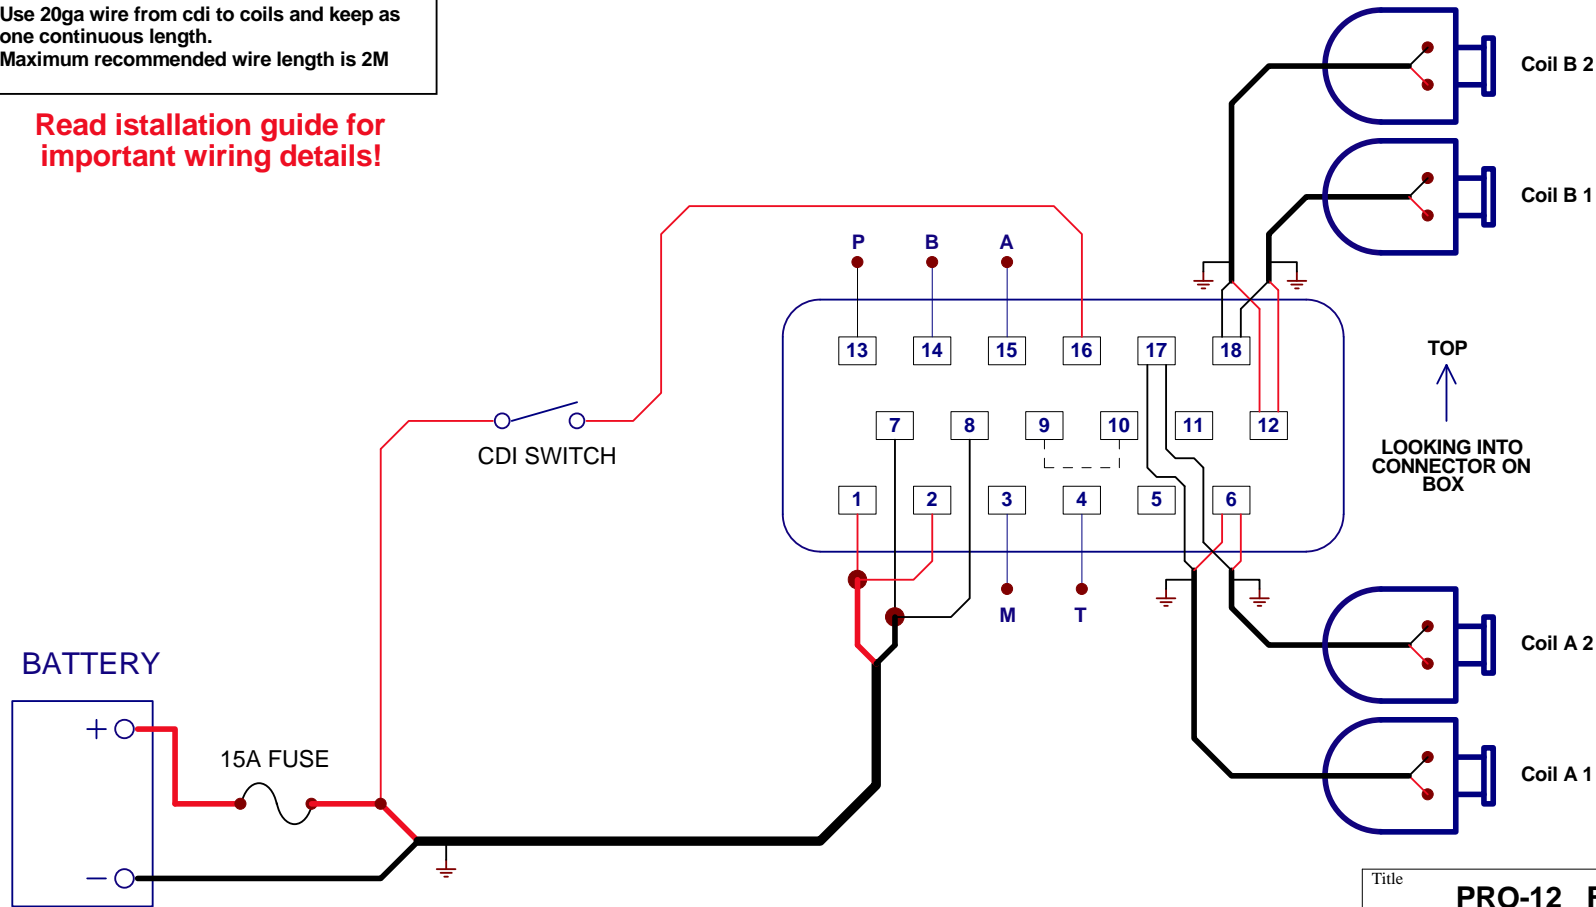 Use 20ga wire from cdi to coils and keep as
one continuous length.
Maximum recommended wire length is 2M
Read istallation guide for
important wiring details!
Coil B 2
Coil B 1
P B A
13 14 15 16 17 18
TOP
7 8 9 10 11 12
CDI SWITCH
LOOKING INTO
CONNECTOR ON
BOX
1 2 3 4 5 6
M T
Coil A 2
BATTERY
+
15A FUSE
Coil A 1
−
Title
PRO-12